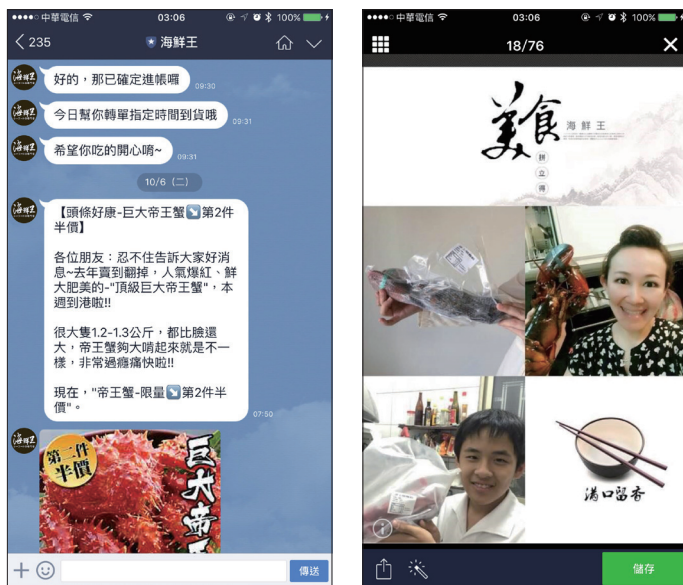 中華電信
03:06
100%
235
海鮮王
好的，那已確定進帳囉
09:30
今日幫你轉單指定時間到貨哦
09:31
希望你吃的開心唷~
09:31
10/6（二）
【頭條好康-巨大帝王蟹↘第2件
半價】
各位朋友：忍不住告訴大家好消
息~去年賣到翻掉，人氣爆紅、鮮
大肥美的-"頂級巨大帝王蟹"，本
週到港啦!!
很大隻1.2-1.3公斤，都比臉還
大，帝王蟹夠大啃起來就是不一
樣，非常過癮痛快啦!!
現在，"帝王蟹-限量↘第2件半
價"。
07:50
第二件
半價
巨大帝
傳送
中華電信
03:06
100%
18/76
美食
海鮮王
拼
立
得
滿口留香
儲存